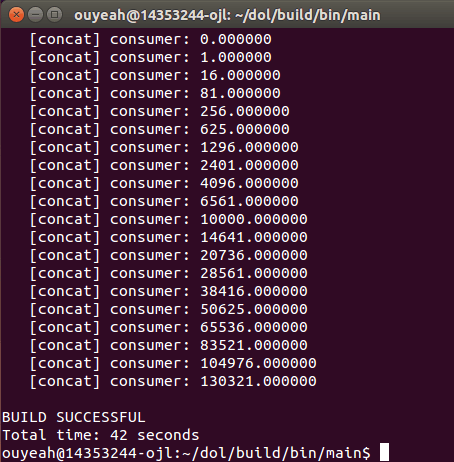 ouyeah@14353244-ojl: ~/dol/build/bin/main
[concat] consumer: 0.000000
[concat] consumer: 1.000000
[concat] consumer: 16.000000
[concat] consumer: 81.000000
[concat] consumer: 256.000000
[concat] consumer: 625.000000
[concat] consumer: 1296.000000
[concat] consumer: 2401.000000
[concat] consumer: 4096.000000
[concat] consumer: 6561.000000
[concat] consumer: 10000.000000
[concat] consumer: 14641.000000
[concat] consumer: 20736.000000
[concat] consumer: 28561.000000
[concat] consumer: 38416.000000
[concat] consumer: 50625.000000
[concat] consumer: 65536.000000
[concat] consumer: 83521.000000
[concat] consumer: 104976.000000
[concat] consumer: 130321.000000
BUILD SUCCESSFUL
Total time: 42 seconds
ouyeah@14353244-ojl:~/dol/build/bin/main$